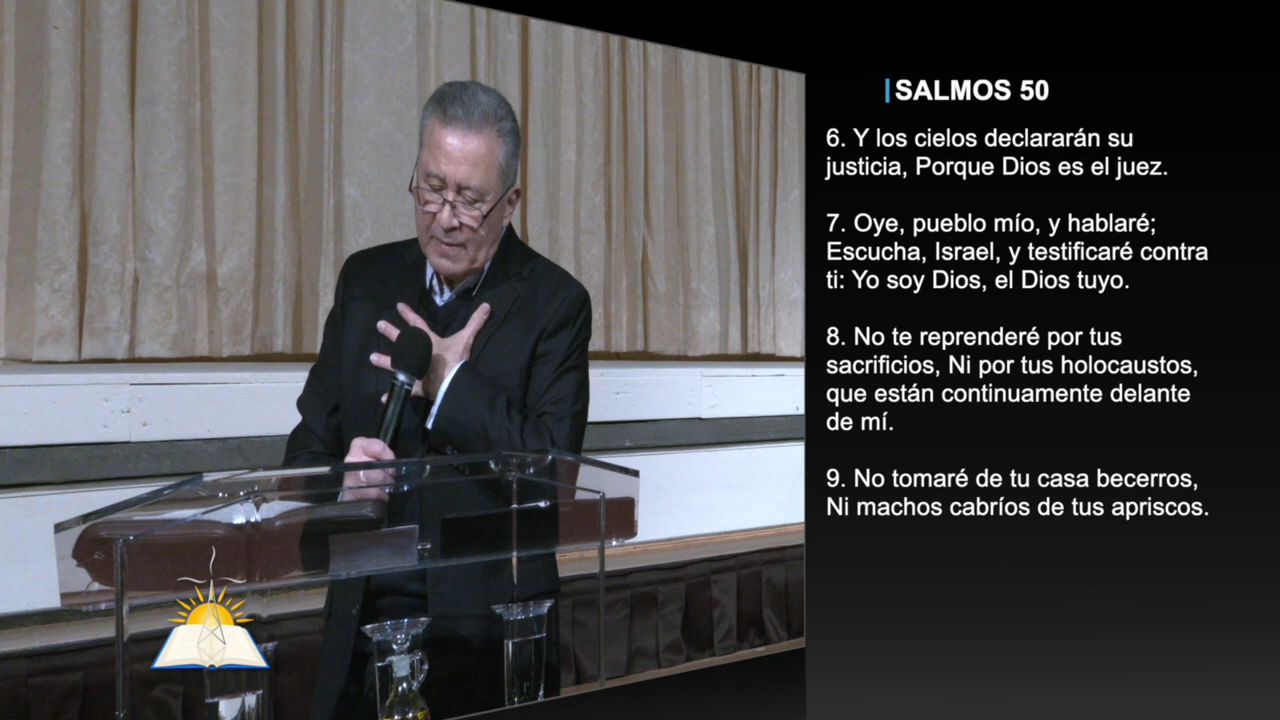 SALMOS 50
6. Y los cielos declararán su
justicia, Porque Dios es el juez.
7. Oye, pueblo mío, y hablaré;
Escucha, Israel, y testificaré contra
ti: Yo soy Dios, el Dios tuyo.
8. No te reprenderé por tus
sacrificios, Ni por tus holocaustos,
que están continuamente delante
de mí.
9. No tomaré de tu casa becerros,
Ni machos cabríos de tus apriscos.